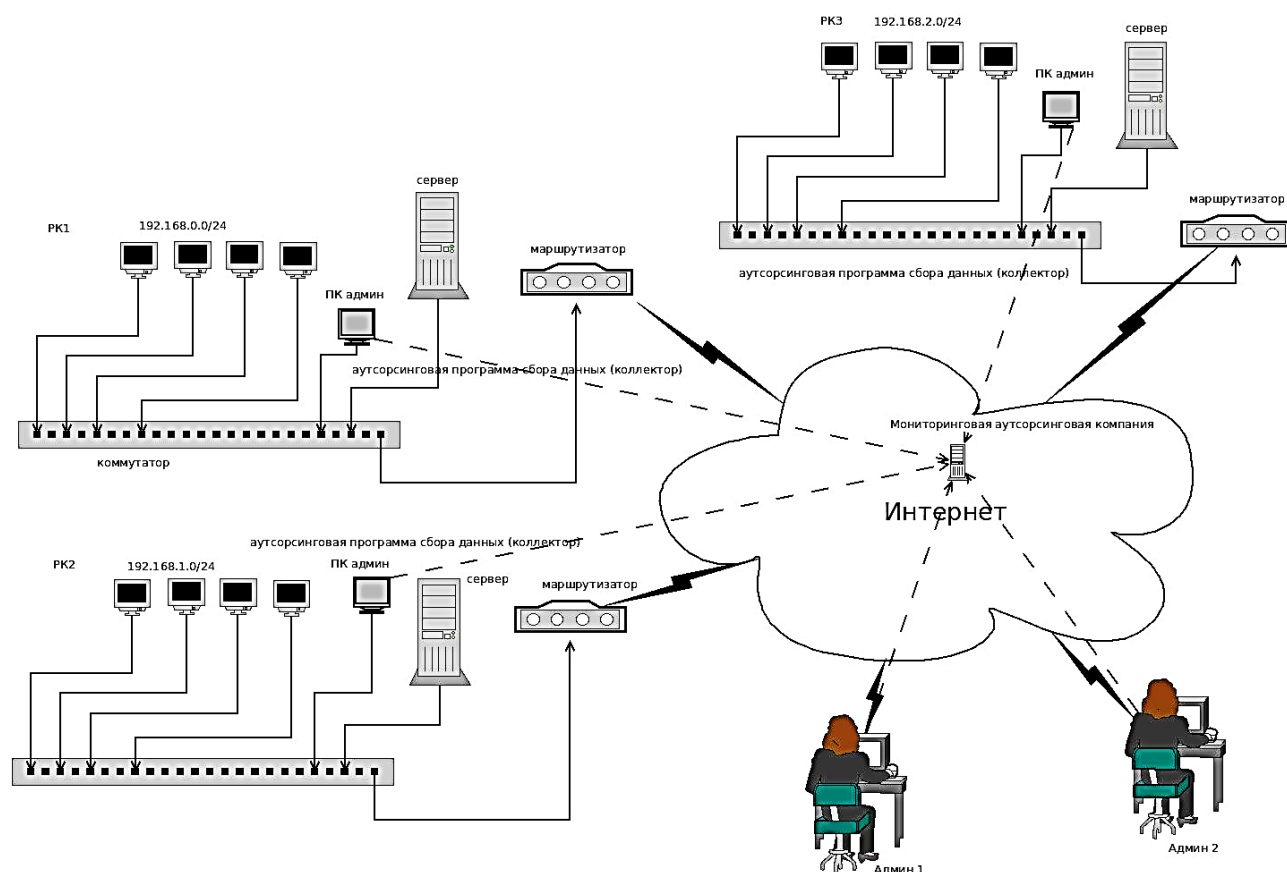 РК3 192.168.2.0/24
сервер
ПК админ
маршрутизатор
аутсорсинговая программа сбора данных (коллектор)
сервер
РК1 192.168.0.0/24
маршрутизатор
ПК админ
аутсорсинговая программа сбора данных (коллектор)
коммутатор
Мониторинговая аутсорсинговая компания
Интернет
аутсорсинговая программа сбора данных (коллектор)
РК2 192.168.1.0/24
ПК админ
сервер
маршрутизатор
Админ 2
Админ 1